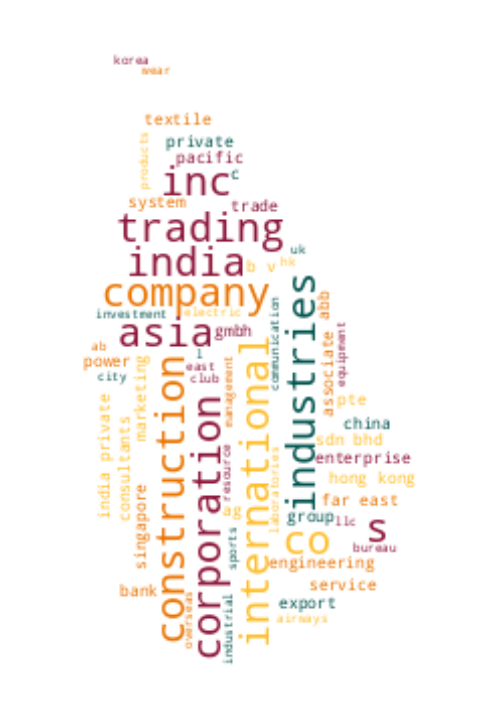 korea
wear
textile
products
private
pacific
inc
c
system
trade
trading
uk
india
b v
hk
company
industries
abb
investment
electric
communication
asia
gmbh
equipment
associate
ab
l
power
east
city
club
management
marketing
construction
corporation
international
india private
consultants
pte
china
sdn bhd
enterprise
resource
laboratories
hong kong
singapore
far east
ag
group
llc
s
co
sports
bureau
engineering
bank
service
overseas
industrial
export
airways